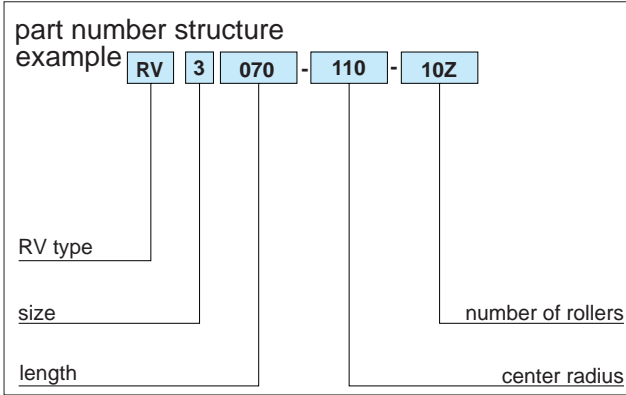 part number structure
example RV 3 070 - 110 - 10Z
RV type
size number of rollers
length center radius